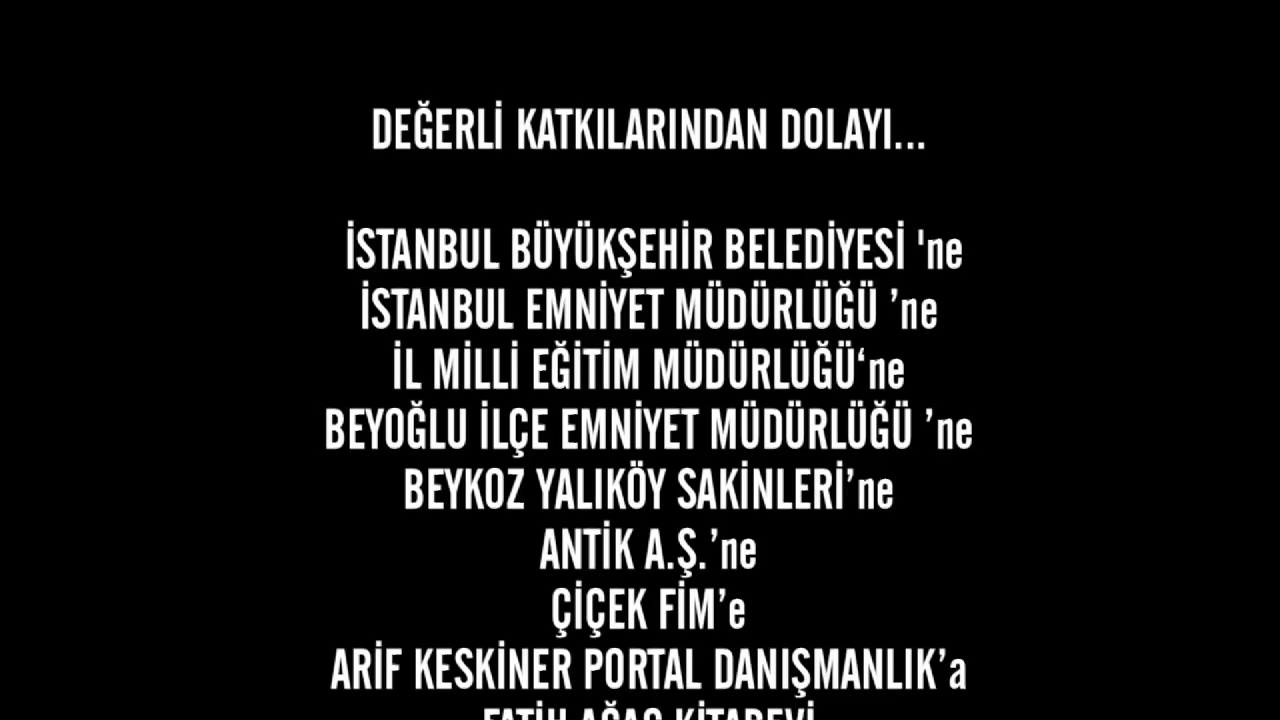 DEĞERLİ KATKILARINDAN DOLAYI...
İSTANBUL BÜYÜKŞEHİR BELEDİYESİ 'ne
İSTANBUL EMNİYET MÜDÜRLÜĞÜ ’ne
İL MİLLİ EĞİTİM MÜDÜRLÜĞÜ‘ne
BEYOĞLU İLÇE EMNİYET MÜDÜRLÜĞÜ ’ne
BEYKOZ YALIKÖY SAKİNLERİ’ne
ANTİK A.Ş.’ne
ÇİÇEK FİM’e
ARİF KESKİNER PORTAL DANIŞMANLIK’a